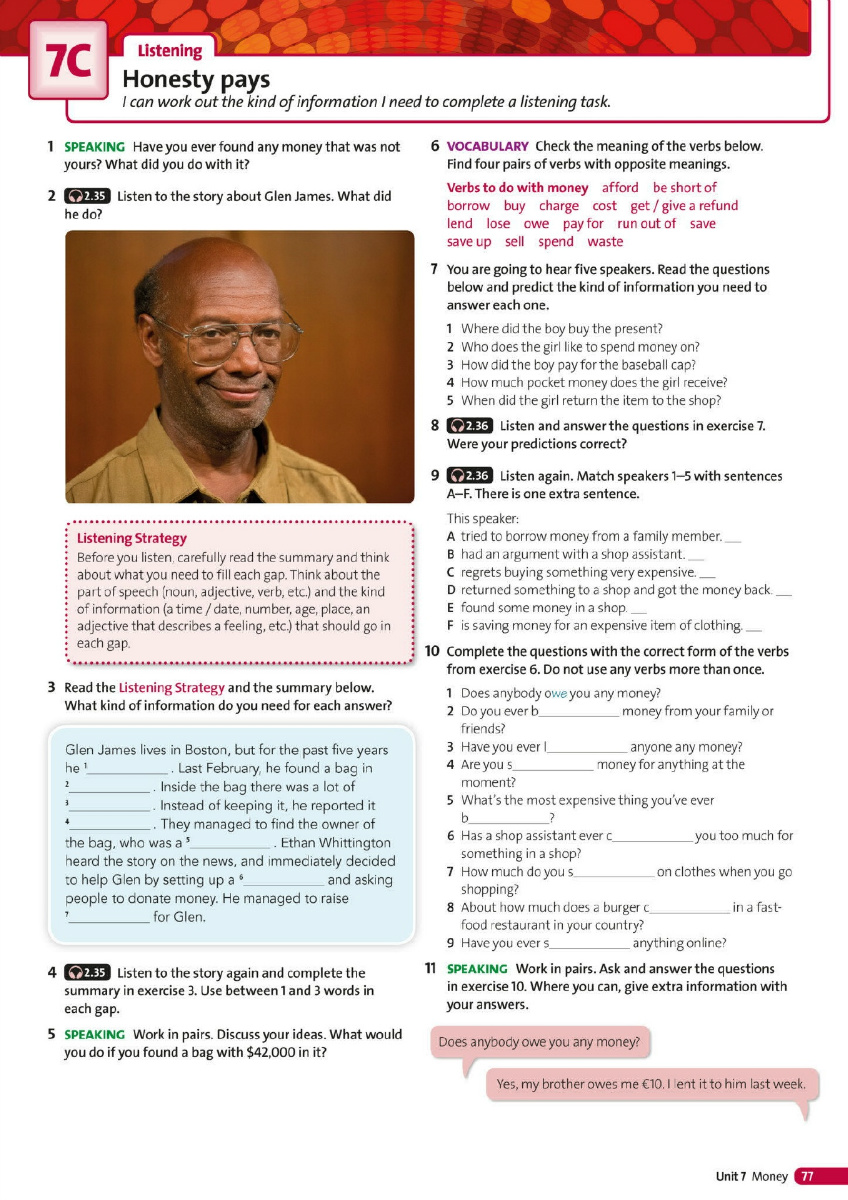 7C
Listening
Honesty pays
I can work out the kind of information I need to complete a listening task.
1 SPEAKING Have you ever found any money that was not
yours? What did you do with it?
2 2.35 Listen to the story about Glen James. What did
he do?
Listening Strategy
Before you listen, carefully read the summary and think
about what you need to fill each gap. Think about the
part of speech (noun, adjective, verb, etc.) and the kind
of information (a time / date, number, age, place, an
adjective that describes a feeling, etc.) that should go in
each gap.
3 Read the Listening Strategy and the summary below.
What kind of information do you need for each answer?
Glen James lives in Boston, but for the past five years
he 1____________ . Last February, he found a bag in
2____________ . Inside the bag there was a lot of
3____________ . Instead of keeping it, he reported it
4____________ . They managed to find the owner of
the bag, who was a 5____________ . Ethan Whittington
heard the story on the news, and immediately decided
to help Glen by setting up a 6____________ and asking
people to donate money. He managed to raise
7____________ for Glen.
4 2.35 Listen to the story again and complete the
summary in exercise 3. Use between 1 and 3 words in
each gap.
5 SPEAKING Work in pairs. Discuss your ideas. What would
you do if you found a bag with $42,000 in it?
6 VOCABULARY Check the meaning of the verbs below.
Find four pairs of verbs with opposite meanings.
Verbs to do with money afford be short of
borrow buy charge cost get / give a refund
lend lose owe pay for run out of save
save up sell spend waste
7 You are going to hear five speakers. Read the questions
below and predict the kind of information you need to
answer each one.
1 Where did the boy buy the present?
2 Who does the girl like to spend money on?
3 How did the boy pay for the baseball cap?
4 How much pocket money does the girl receive?
5 When did the girl return the item to the shop?
8 2.36 Listen and answer the questions in exercise 7.
Were your predictions correct?
9 2.36 Listen again. Match speakers 1–5 with sentences
A–F. There is one extra sentence.
This speaker:
A tried to borrow money from a family member. __
B had an argument with a shop assistant. __
C regrets buying something very expensive. __
D returned something to a shop and got the money back. __
E found some money in a shop. __
F is saving money for an expensive item of clothing. __
10 Complete the questions with the correct form of the verbs
from exercise 6. Do not use any verbs more than once.
1 Does anybody owe you any money?
2 Do you ever b____________ money from your family or
friends?
3 Have you ever l____________ anyone any money?
4 Are you s____________ money for anything at the
moment?
5 What's the most expensive thing you've ever
b____________?
6 Has a shop assistant ever c____________ you too much for
something in a shop?
7 How much do you s____________ on clothes when you go
shopping?
8 About how much does a burger c____________ in a fast-
food restaurant in your country?
9 Have you ever s____________ anything online?
11 SPEAKING Work in pairs. Ask and answer the questions
in exercise 10. Where you can, give extra information with
your answers.
Does anybody owe you any money?
Yes, my brother owes me €10. I lent it to him last week.
Unit 7 Money 77